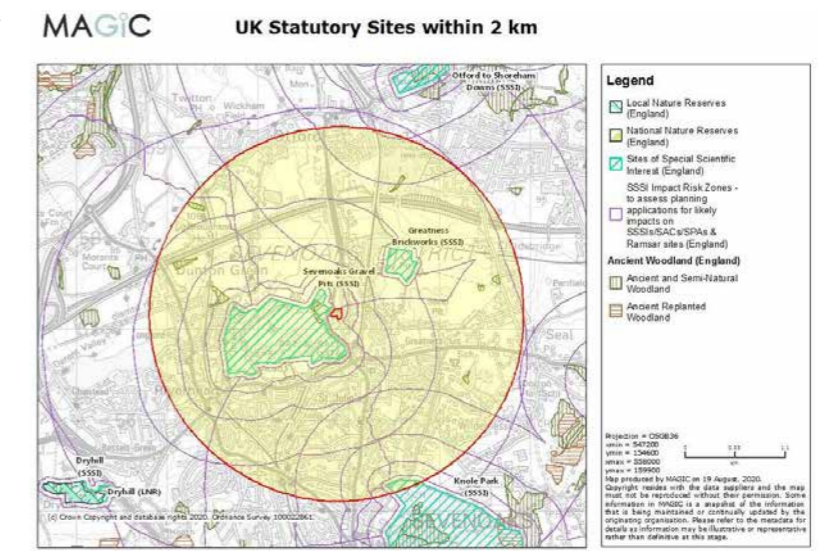 MAGiC
UK Statutory Sites within 2 km
Otford to Shoreham
Downs (SSSI)
Twitton
Wickham
Field
Greatness
Brickworks (SSSI)
Dunton Green
Sevenoaks Gravel
Pits (SSSI)
Seal
Dryhill
(SSSI)
Dryhill (LNR)
Knole Park
(SSSI)
(c) Crown Copyright and database rights 2020. Ordnance Survey 100022861.
Legend
Local Nature Reserves
(England)
National Nature Reserves
(England)
Sites of Special Scientific
Interest (England)
SSSI Impact Risk Zones -
to assess planning
applications for likely
impacts on
SSSIs/SACs/SPAs &
Ramsar sites (England)
Ancient Woodland (England)
Ancient and Semi-Natural
Woodland
Ancient Replanted
Woodland
Projection = OSGB36
xmin = 547200
ymin = 154600
xmax = 558000
ymax = 159900
Map produced by MAGIC on 19 August, 2020.
Copyright resides with the data suppliers and the map
must not be reproduced without their permission. Some
information in MAGIC is a snapshot of the information
that is being maintained or continually updated by the
originating organisation. Please refer to the metadata for
details as information may be illustrative or representative
rather than definitive at this stage.